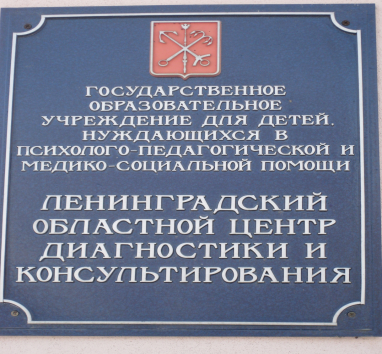 ГОСУДАРСТВЕННОЕ
ОБРАЗОВАТЕЛЬНОЕ
УЧРЕЖДЕНИЕ ДЛЯ ДЕТЕЙ,
НУЖДАЮЩИХСЯ В
ПСИХОЛОГО-ПЕДАГОГИЧЕСКОЙ И
МЕДИКО-СОЦИАЛЬНОЙ ПОМОЩИ
ЛЕНИНГРАДСКИЙ
ОБЛАСТНОЙ ЦЕНТР
ДИАГНОСТИКИ И
КОНСУЛЬТИРОВАНИЯ